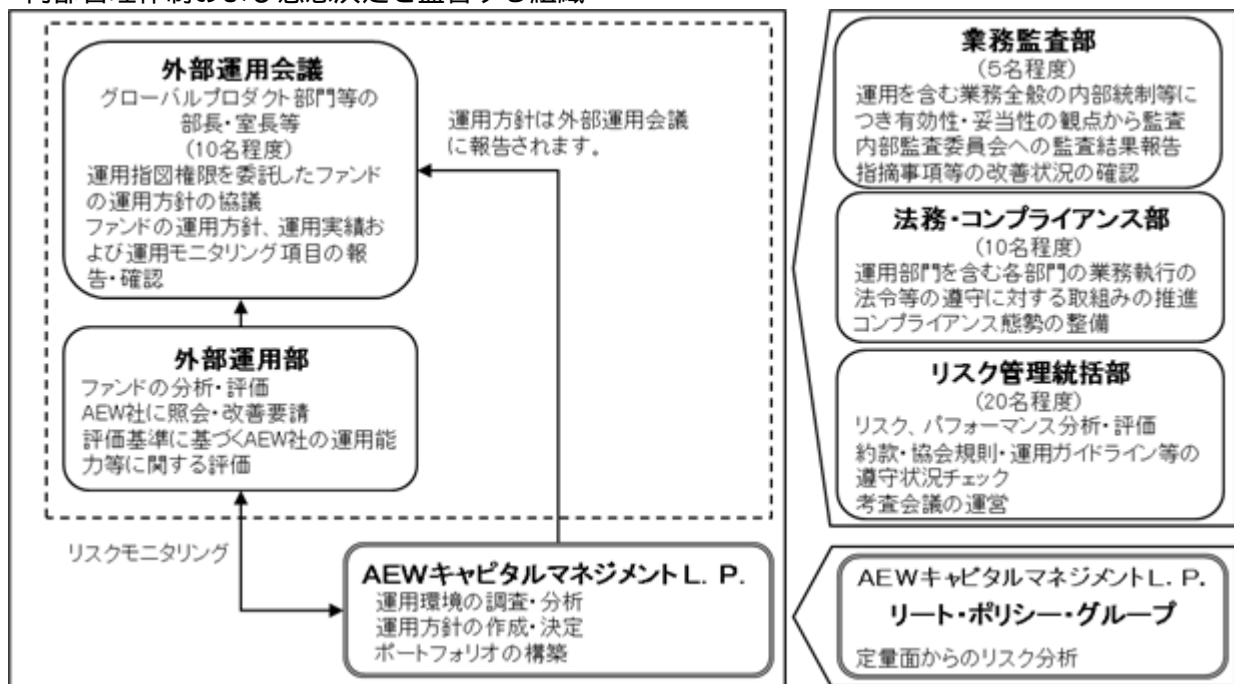 内部管理体制および意思決定を監督する組織
外部運用会議
グローバルプロダクト部門等の
部長・室長等
(10名程度)
運用指図権限を委託したファンド
の運用方針の協議
ファンドの運用方針、運用実績お
よび運用モニタリング項目の報
告・確認
運用方針は外部運用会議
に報告されます。
外部運用部
ファンドの分析・評価
AEW社に照会・改善要請
評価基準に基づくAEW社の運用能
力等に関する評価
リスクモニタリング
AEWキャピタルマネジメントL. P.
運用環境の調査・分析
運用方針の作成・決定
ポートフォリオの構築
業務監査部
(5名程度)
運用を含む業務全般の内部統制等に
つき有効性・妥当性の観点から監査
内部監査委員会への監査結果報告
指摘事項等の改善状況の確認
法務・コンプライアンス部
(10名程度)
運用部門を含む各部門の業務執行の
法令等の遵守に対する取組みの推進
コンプライアンス態勢の整備
リスク管理統括部
(20名程度)
リスク、パフォーマンス分析・評価
約款・協会規則・運用ガイドライン等の
遵守状況チェック
考査会議の運営
AEWキャピタルマネジメントL. P.
リート・ポリシー・グループ
定量面からのリスク分析